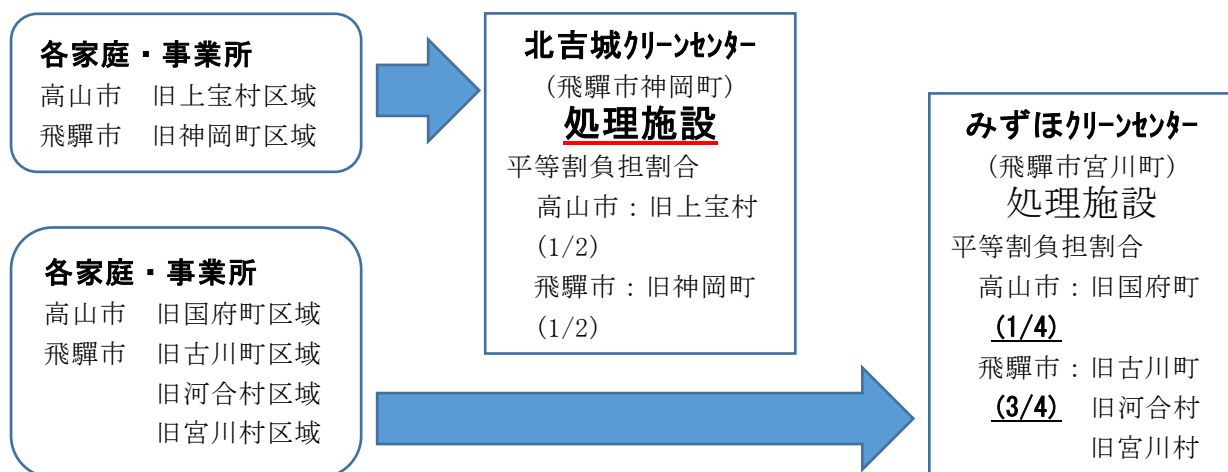 各家庭・事業所
高山市　旧上宝村区域
飛驒市　旧神岡町区域
各家庭・事業所
高山市　旧国府町区域
飛驒市　旧古川町区域
旧河合村区域
旧宮川村区域
北吉城ｸﾘｰﾝｾﾝﾀｰ
(飛驒市神岡町)
処理施設
平等割負担割合
高山市：旧上宝村
(1/2)
飛驒市：旧神岡町
(1/2)
みずほｸﾘｰﾝｾﾝﾀｰ
(飛驒市宮川町)
処理施設
平等割負担割合
高山市：旧国府町
(1/4)
飛驒市：旧古川町
(3/4)　旧河合村
旧宮川村